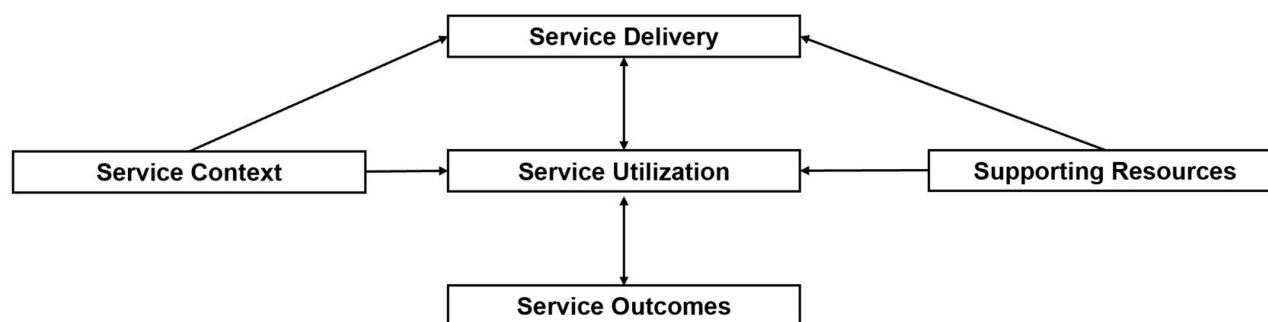 Service Delivery
Service Context
Service Utilization
Supporting Resources
Service Outcomes